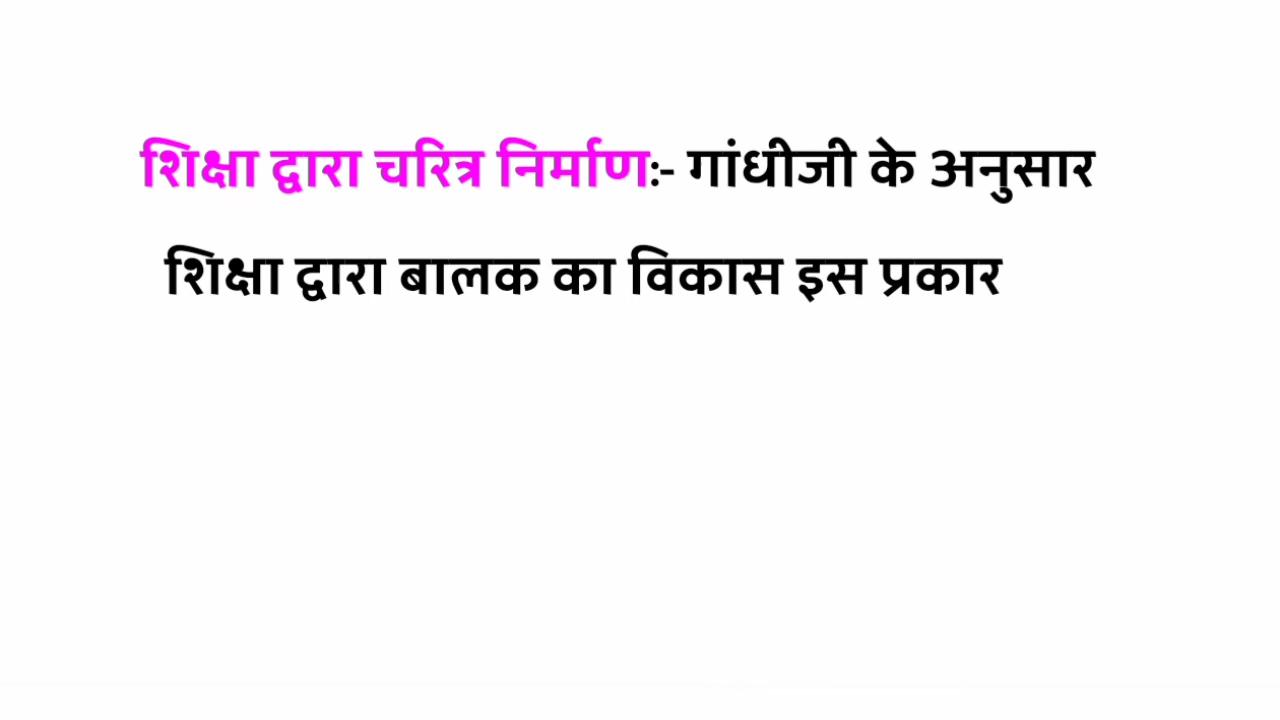 शिक्षा द्वारा चरित्र निर्माण:- गांधीजी के अनुसार
शिक्षा द्वारा बालक का विकास इस प्रकार